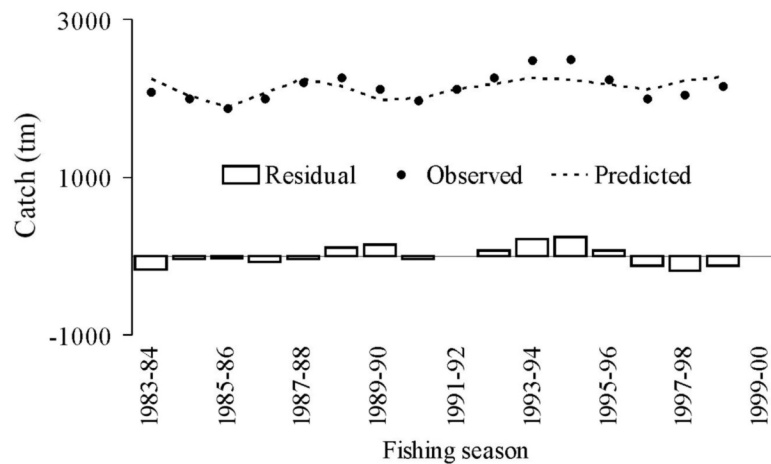 3000
1000
-1000
Catch (tm)
Residual
Observed
Predicted
1983-84
1985-86
1987-88
1989-90
1991-92
1993-94
1995-96
1997-98
1999-00
Fishing season